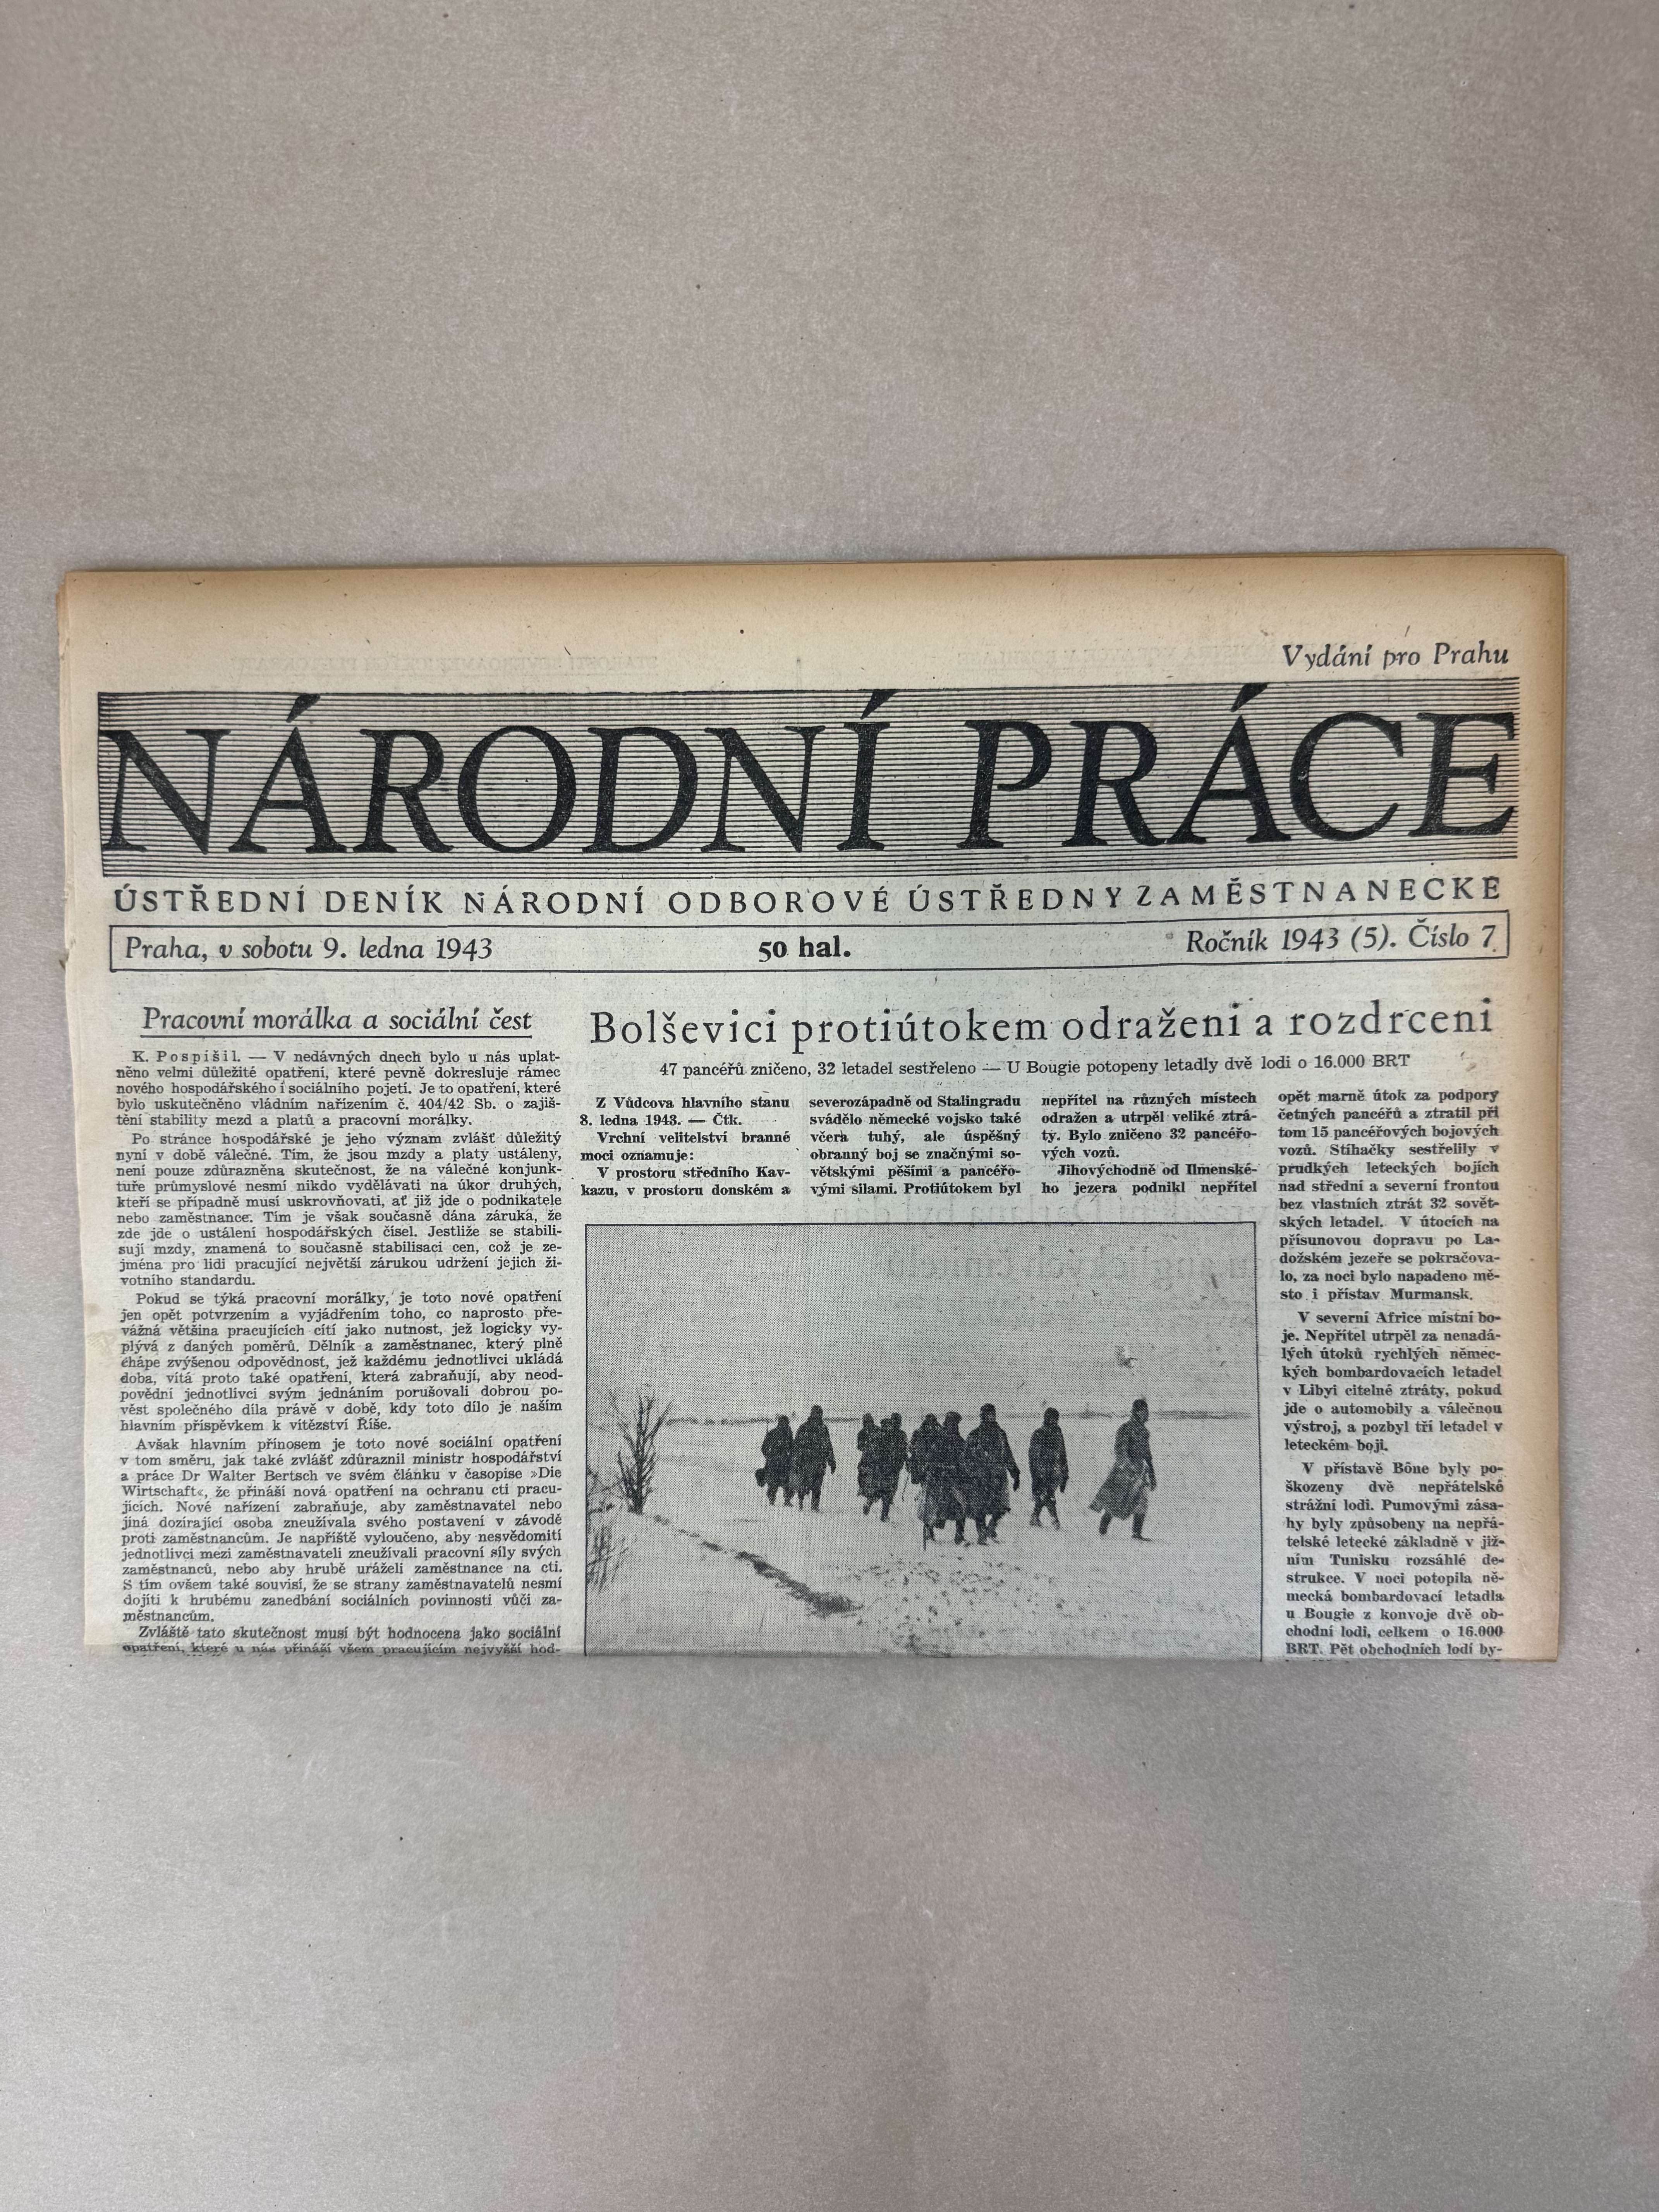 Vydání pro Prahu
NÁRODNÍ PRÁCE
ÚSTŘEDNÍ DENÍK NÁRODNÍ ODBOROVÉ ÚSTŘEDNY ZAMĚSTNANECKÉ
Praha, v sobotu 9. ledna 1943
50 hal.
Ročník 1943 (5). Číslo 7
Pracovní morálka a sociální čest
K. Pospíšil. — V nedávných dnech bylo u nás uplat-
něno velmi důležité opatření, které pevně dokresluje rámec
nového hospodářského i sociálního pojetí. Je to opatření, které
bylo uskutečněno vládním nařízením č. 404/42 Sb. o zajiš-
tění stability mezd a platů a pracovní morálky.
Po stránce hospodářské je jeho význam zvlášť důležitý
nyní v době válečné. Tím, že jsou mzdy a platy ustáleny,
není pouze zdůrazněna skutečnost, že na válečné konjunk-
tuře průmyslové nesmí nikdo vydělávati na úkor druhých,
kteří se případně musí uskrovňovati, ať již jde o podnikatele
nebo zaměstnance. Tím je však současně dána záruka, že
zde jde o ustálení hospodářských čísel. Jestliže se stabili-
sují mzdy, znamená to současně stabilisaci cen, což je ze-
jména pro lidi pracující největší zárukou udržení jejich ži-
votního standardu.
Pokud se týká pracovní morálky, je toto nové opatření
jen opět potvrzením a vyjádřením toho, co naprosto pře-
vážná většina pracujících cítí jako nutnost, jež logicky vy-
plývá z daných poměrů. Dělník a zaměstnanec, který plně
chápe zvýšenou odpovědnost, jež každému jednotlivci ukládá
doba, vítá proto také opatření, která zabraňují, aby neod-
povědní jednotlivci svým jednáním porušovali dobrou po-
věst společného díla právě v době, kdy toto dílo je naším
hlavním příspěvkem k vítězství Říše.
Avšak hlavním přínosem je toto nové sociální opatření
v tom směru, jak také zvlášť zdůraznil ministr hospodářství
a práce Dr Walter Bertsch ve svém článku v časopise »Die
Wirtschaft«, že přináší nová opatření na ochranu cti pracu-
jících. Nové nařízení zabraňuje, aby zaměstnavatel nebo
jiná dozírající osoba zneužívala svého postavení v závodě
proti zaměstnancům. Je napříště vyloučeno, aby nesvědomití
jednotlivci mezi zaměstnavateli zneužívali pracovní síly svých
zaměstnanců, nebo aby hrubě uráželi zaměstnance na cti.
S tím ovšem také souvisí, že se strany zaměstnavatelů nesmí
dojíti k hrubému zanedbání sociálních povinností vůči za-
městnancům.
Zvláště tato skutečnost musí být hodnocena jako sociální
opatření, které u nás přináší všem pracujícím nejvyšší hod-
Bolševici protiútokem odraženi a rozdrceni
47 pancéřů zničeno, 32 letadel sestřeleno — U Bougie potopeny letadly dvě lodi o 16.000 BRT
Z Vůdcova hlavního stanu
8. ledna 1943. — Čtk.
Vrchní velitelství branné
moci oznamuje:
V prostoru středního Kav-
kazu, v prostoru donském a
severozápadně od Stalingradu
svádělo německé vojsko také
včera tuhý, ale úspěšný
obranný boj se značnými so-
větskými pěšími a pancéřo-
vými silami. Protiútokem byl
nepřítel na různých místech
odražen a utrpěl veliké ztrá-
ty. Bylo zničeno 32 pancéřo-
vých vozů.
Jihovýchodně od Ilmenské-
ho jezera podnikl nepřítel
opět marně útok za podpory
četných pancéřů a ztratil při
tom 15 pancéřových bojových
vozů. Stíhačky sestřelily v
prudkých leteckých bojích
nad střední a severní frontou
bez vlastních ztrát 32 sovět-
ských letadel. V útocích na
přísunovou dopravu po La-
dožském jezeře se pokračova-
lo, za noci bylo napadeno mě-
sto i přístav Murmansk.
V severní Africe místní bo-
je. Nepřítel utrpěl za nenadá-
lých útoků rychlých němec-
kých bombardovacích letadel
v Libyi citelné ztráty, pokud
jde o automobily a válečnou
výstroj, a pozbyl tří letadel v
leteckém boji.
V přístavě Bône byly po-
škozeny dvě nepřátelské
strážní lodi. Pumovými zása-
hy byly způsobeny na nepřá-
telské letecké základně v již-
ním Tunisku rozsáhlé de-
strukce. V noci potopila ně-
mecká bombardovací letadla
u Bougie z konvoje dvě ob-
chodní lodi, celkem o 16.000
BRT. Pět obchodních lodí by-